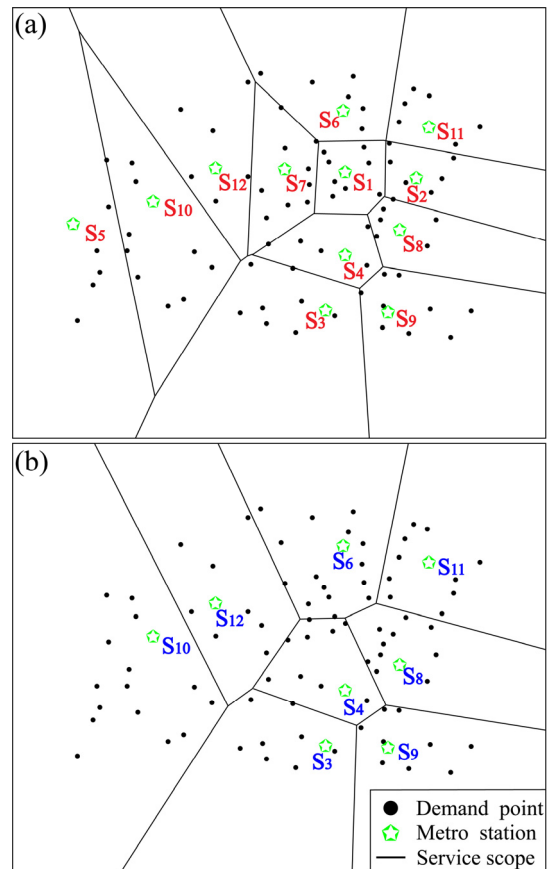 (a)
S6
S11
S12
S7
S1
S2
S10
S5
S8
S4
S3
S9
(b)
S6
S11
S12
S10
S8
S4
S3
S9
Demand point
Metro station
Service scope